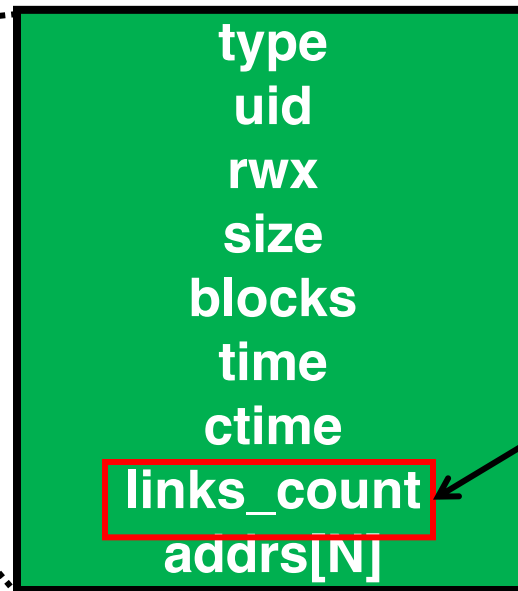 type
uid
rwx
size
blocks
time
ctime
links_count
addrs[N]